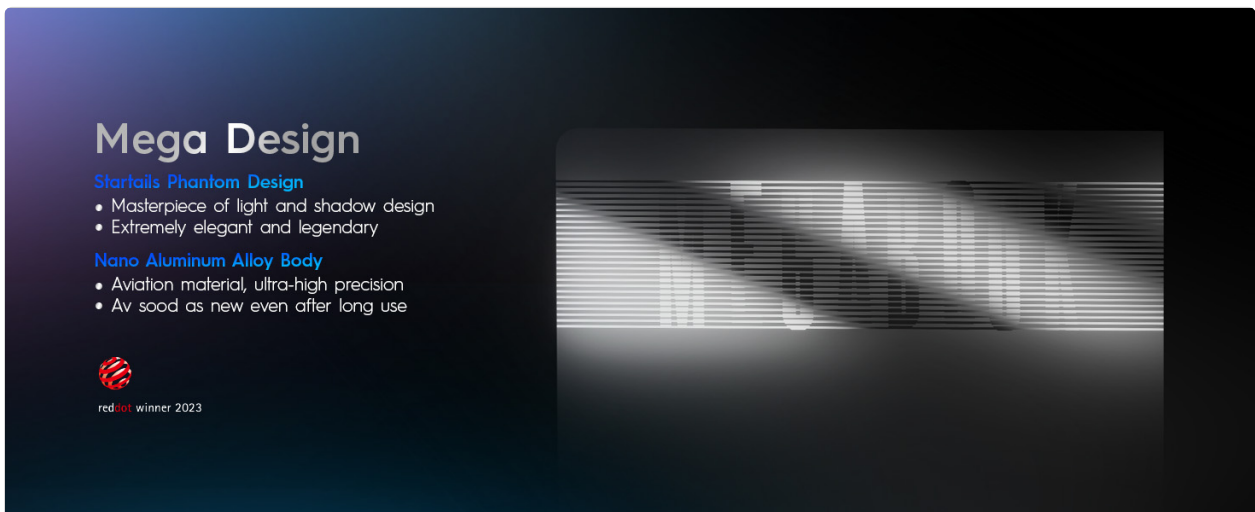 Mega Design
Startails Phantom Design
• Masterpiece of light and shadow design
• Extremely elegant and legendary
Nano Aluminum Alloy Body
• Aviation material, ultra-high precision
• Av sood as new even after long use
reddot winner 2023
MEGABOOK